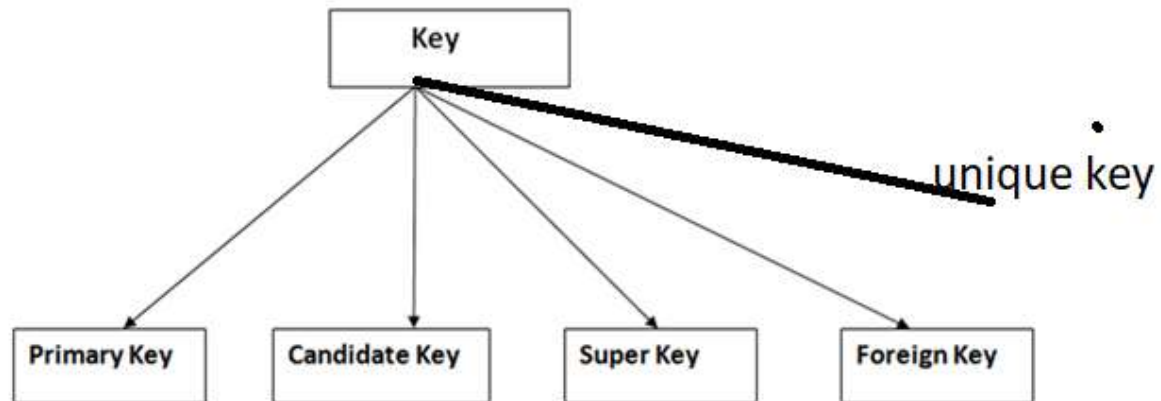 Key
unique key
Primary Key
Candidate Key
Super Key
Foreign Key